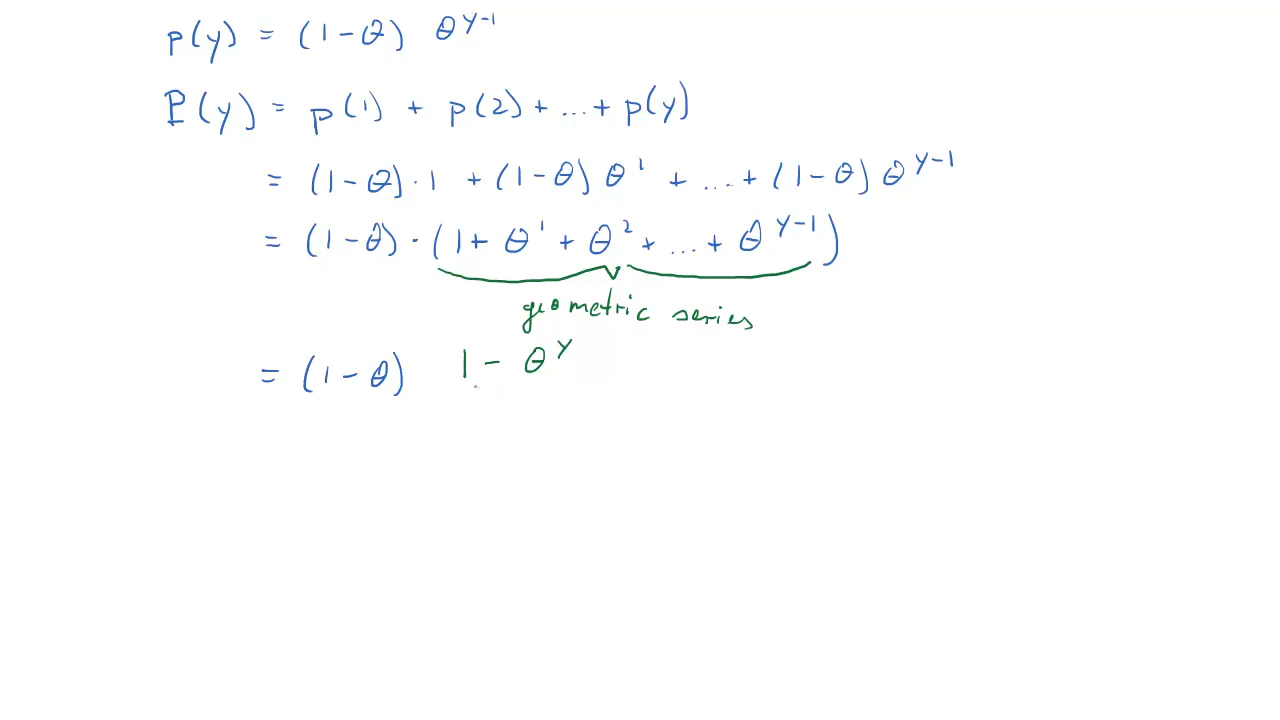 p(y) = (1-θ) θ^{y-1}
P(y) = p(1) + p(2) + ... + p(y)
= (1-θ)·1 + (1-θ) θ^1 + ... + (1-θ) θ^{y-1}
= (1-θ)·(1+ θ^1 + θ^2 + ... + θ^{y-1})
geometric series
= (1-θ) 1 - θ^y